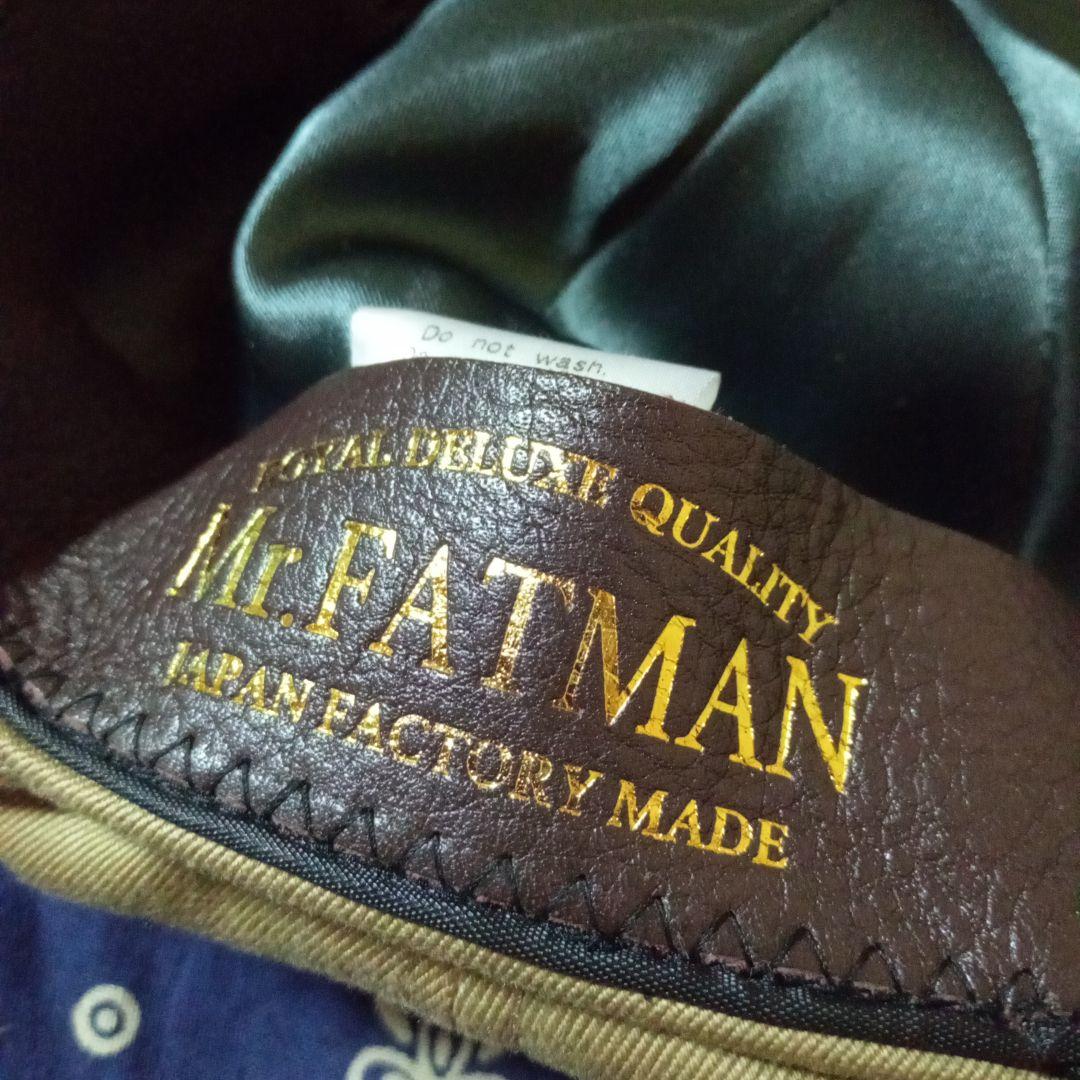 Do not wash.
ROYAL DELUXE QUALITY
Mr.FATMAN
JAPAN FACTORY MADE